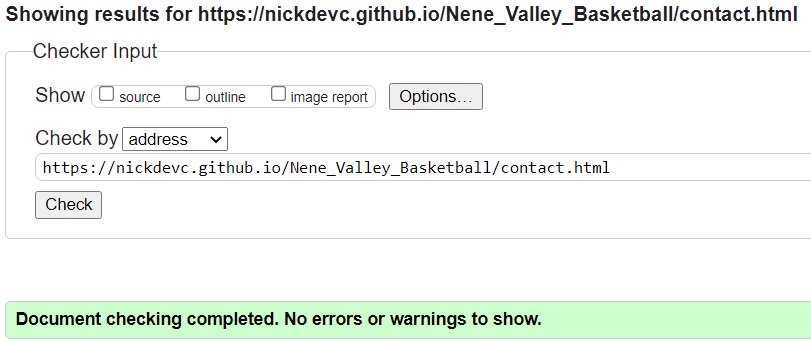 Showing results for https://nickdevc.github.io/Nene_Valley_Basketball/contact.html
Checker Input
Show source outline image report Options...
Check by address
https://nickdevc.github.io/Nene_Valley_Basketball/contact.html
Check
Document checking completed. No errors or warnings to show.